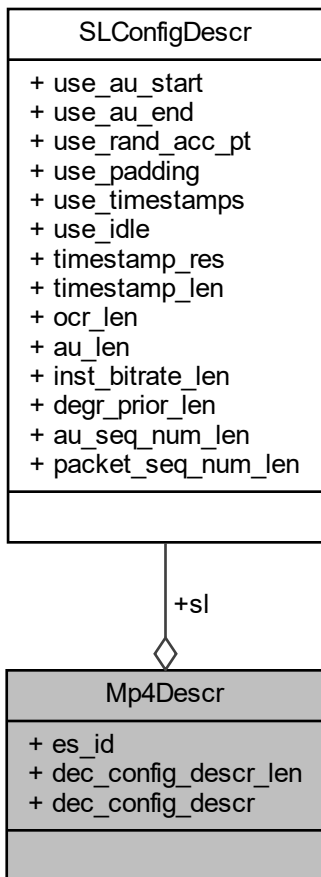 SLConfigDescr
+ use_au_start
+ use_au_end
+ use_rand_acc_pt
+ use_padding
+ use_timestamps
+ use_idle
+ timestamp_res
+ timestamp_len
+ ocr_len
+ au_len
+ inst_bitrate_len
+ degr_prior_len
+ au_seq_num_len
+ packet_seq_num_len
+sl
Mp4Descr
+ es_id
+ dec_config_descr_len
+ dec_config_descr